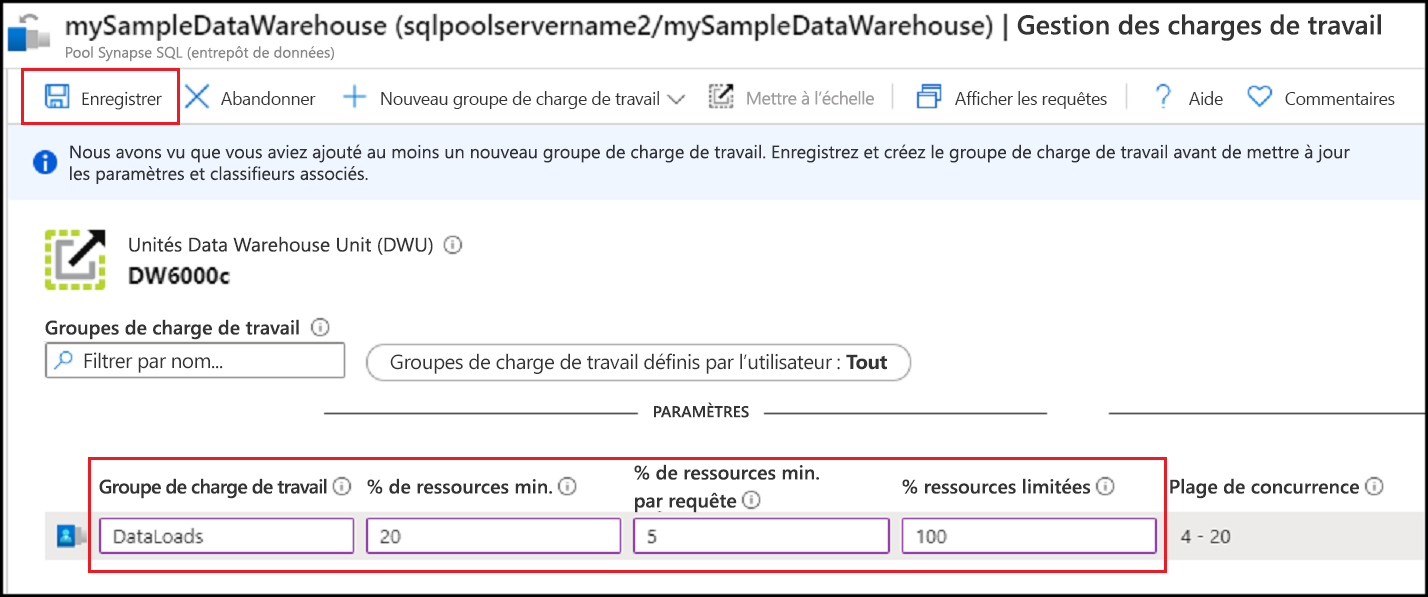 mySampleDataWarehouse (sqlpoolservername2/mySampleDataWarehouse) | Gestion des charges de travail
Pool Synapse SQL (entrepôt de données)
Enregistrer Abandonner Nouveau groupe de charge de travail Mettre à l’échelle Afficher les requêtes Aide Commentaires
Nous avons vu que vous aviez ajouté au moins un nouveau groupe de charge de travail. Enregistrez et créez le groupe de charge de travail avant de mettre à jour
les paramètres et classifieurs associés.
Unités Data Warehouse Unit (DWU)
DW6000c
Groupes de charge de travail
Filtrer par nom... Groupes de charge de travail définis par l’utilisateur : Tout
PARAMÈTRES
Groupe de charge de travail % de ressources min. % de ressources min.
par requête % ressources limitées Plage de concurrence
DataLoads 20 5 100 4 - 20